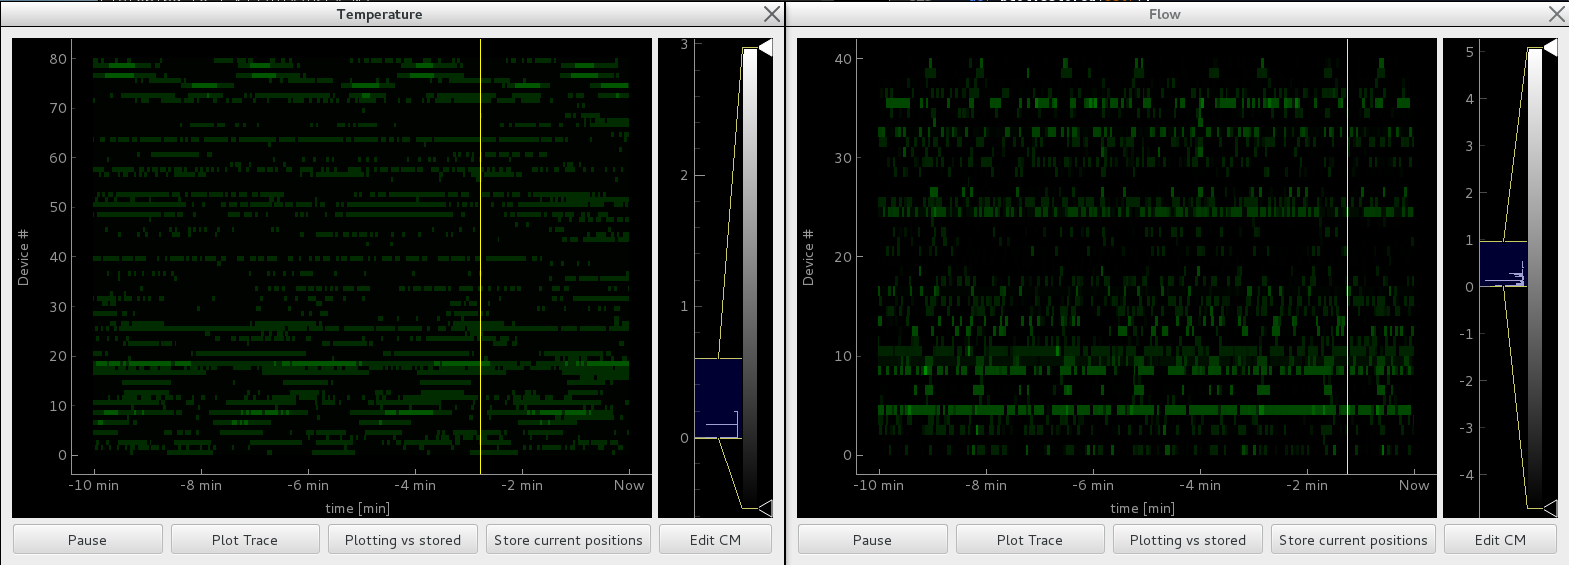 Temperature
80
70
60
50
40
30
20
10
0
Device #
-10 min -8 min -6 min -4 min -2 min Now
time [min]
3
2
1
0
Pause Plot Trace Plotting vs stored Store current positions Edit CM
Flow
40
30
20
10
0
Device #
-10 min -8 min -6 min -4 min -2 min Now
time [min]
5
4
3
2
1
0
-1
-2
-3
-4
Pause Plot Trace Plotting vs stored Store current positions Edit CM